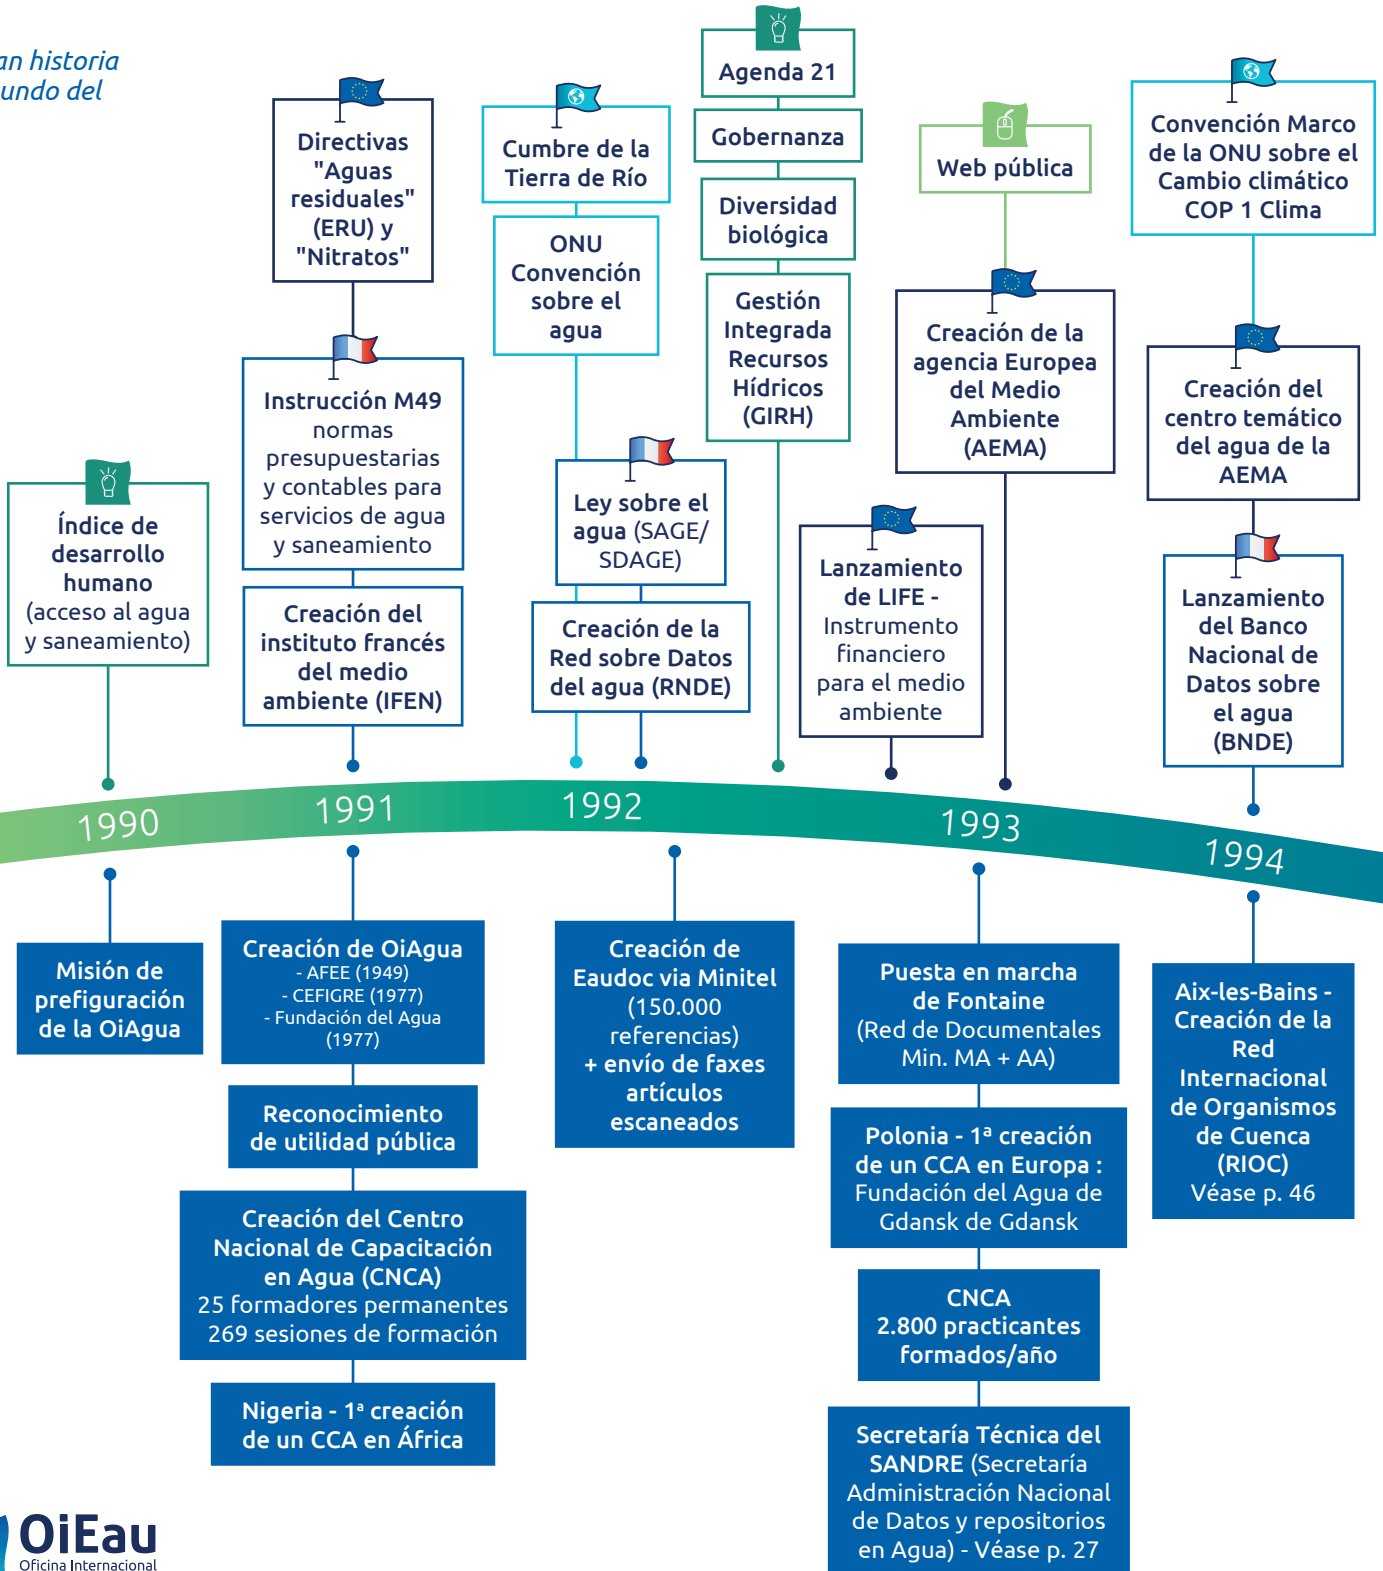 an historia
undo del
Directivas
"Aguas
residuales"
(ERU) y
"Nitratos"
Instrucción M49
normas
presupuestarias
y contables para
servicios de agua
y saneamiento
Creación del
instituto francés
del medio
ambiente (IFEN)
Índice de
desarrollo
humano
(acceso al agua
y saneamiento)
Cumbre de la
Tierra de Río
ONU
Convención
sobre el
agua
Ley sobre el
agua (SAGE/
SDAGE)
Creación de la
Red sobre Datos
del agua (RNDE)
Agenda 21
Gobernanza
Diversidad
biológica
Gestión
Integrada
Recursos
Hídricos
(GIRH)
Lanzamiento
de LIFE -
Instrumento
financiero
para el medio
ambiente
Web pública
Creación de la
agencia Europea
del Medio
Ambiente
(AEMA)
Convención Marco
de la ONU sobre el
Cambio climático
COP 1 Clima
Creación del
centro temático
del agua de la
AEMA
Lanzamiento
del Banco
Nacional de
Datos sobre
el agua
(BNDE)
1990
1991
1992
1993
1994
Misión de
prefiguración
de la OiAgua
Creación de OiAgua
- AFEE (1949)
- CEFIGRE (1977)
- Fundación del Agua
(1977)
Reconocimiento
de utilidad pública
Creación del Centro
Nacional de Capacitación
en Agua (CNCA)
25 formadores permanentes
269 sesiones de formación
Nigeria - 1ª creación
de un CCA en África
Creación de
Eaudoc via Minitel
(150.000
referencias)
+ envío de faxes
artículos
escaneados
Puesta en marcha
de Fontaine
(Red de Documentales
Min. MA + AA)
Polonia - 1ª creación
de un CCA en Europa :
Fundación del Agua de
Gdansk de Gdansk
CNCA
2.800 practicantes
formados/año
Secretaría Técnica del
SANDRE (Secretaría
Administración Nacional
de Datos y repositorios
en Agua) - Véase p. 27
Aix-les-Bains -
Creación de la
Red
Internacional
de Organismos
de Cuenca
(RIOC)
Véase p. 46
OiEau
Oficina Internacional